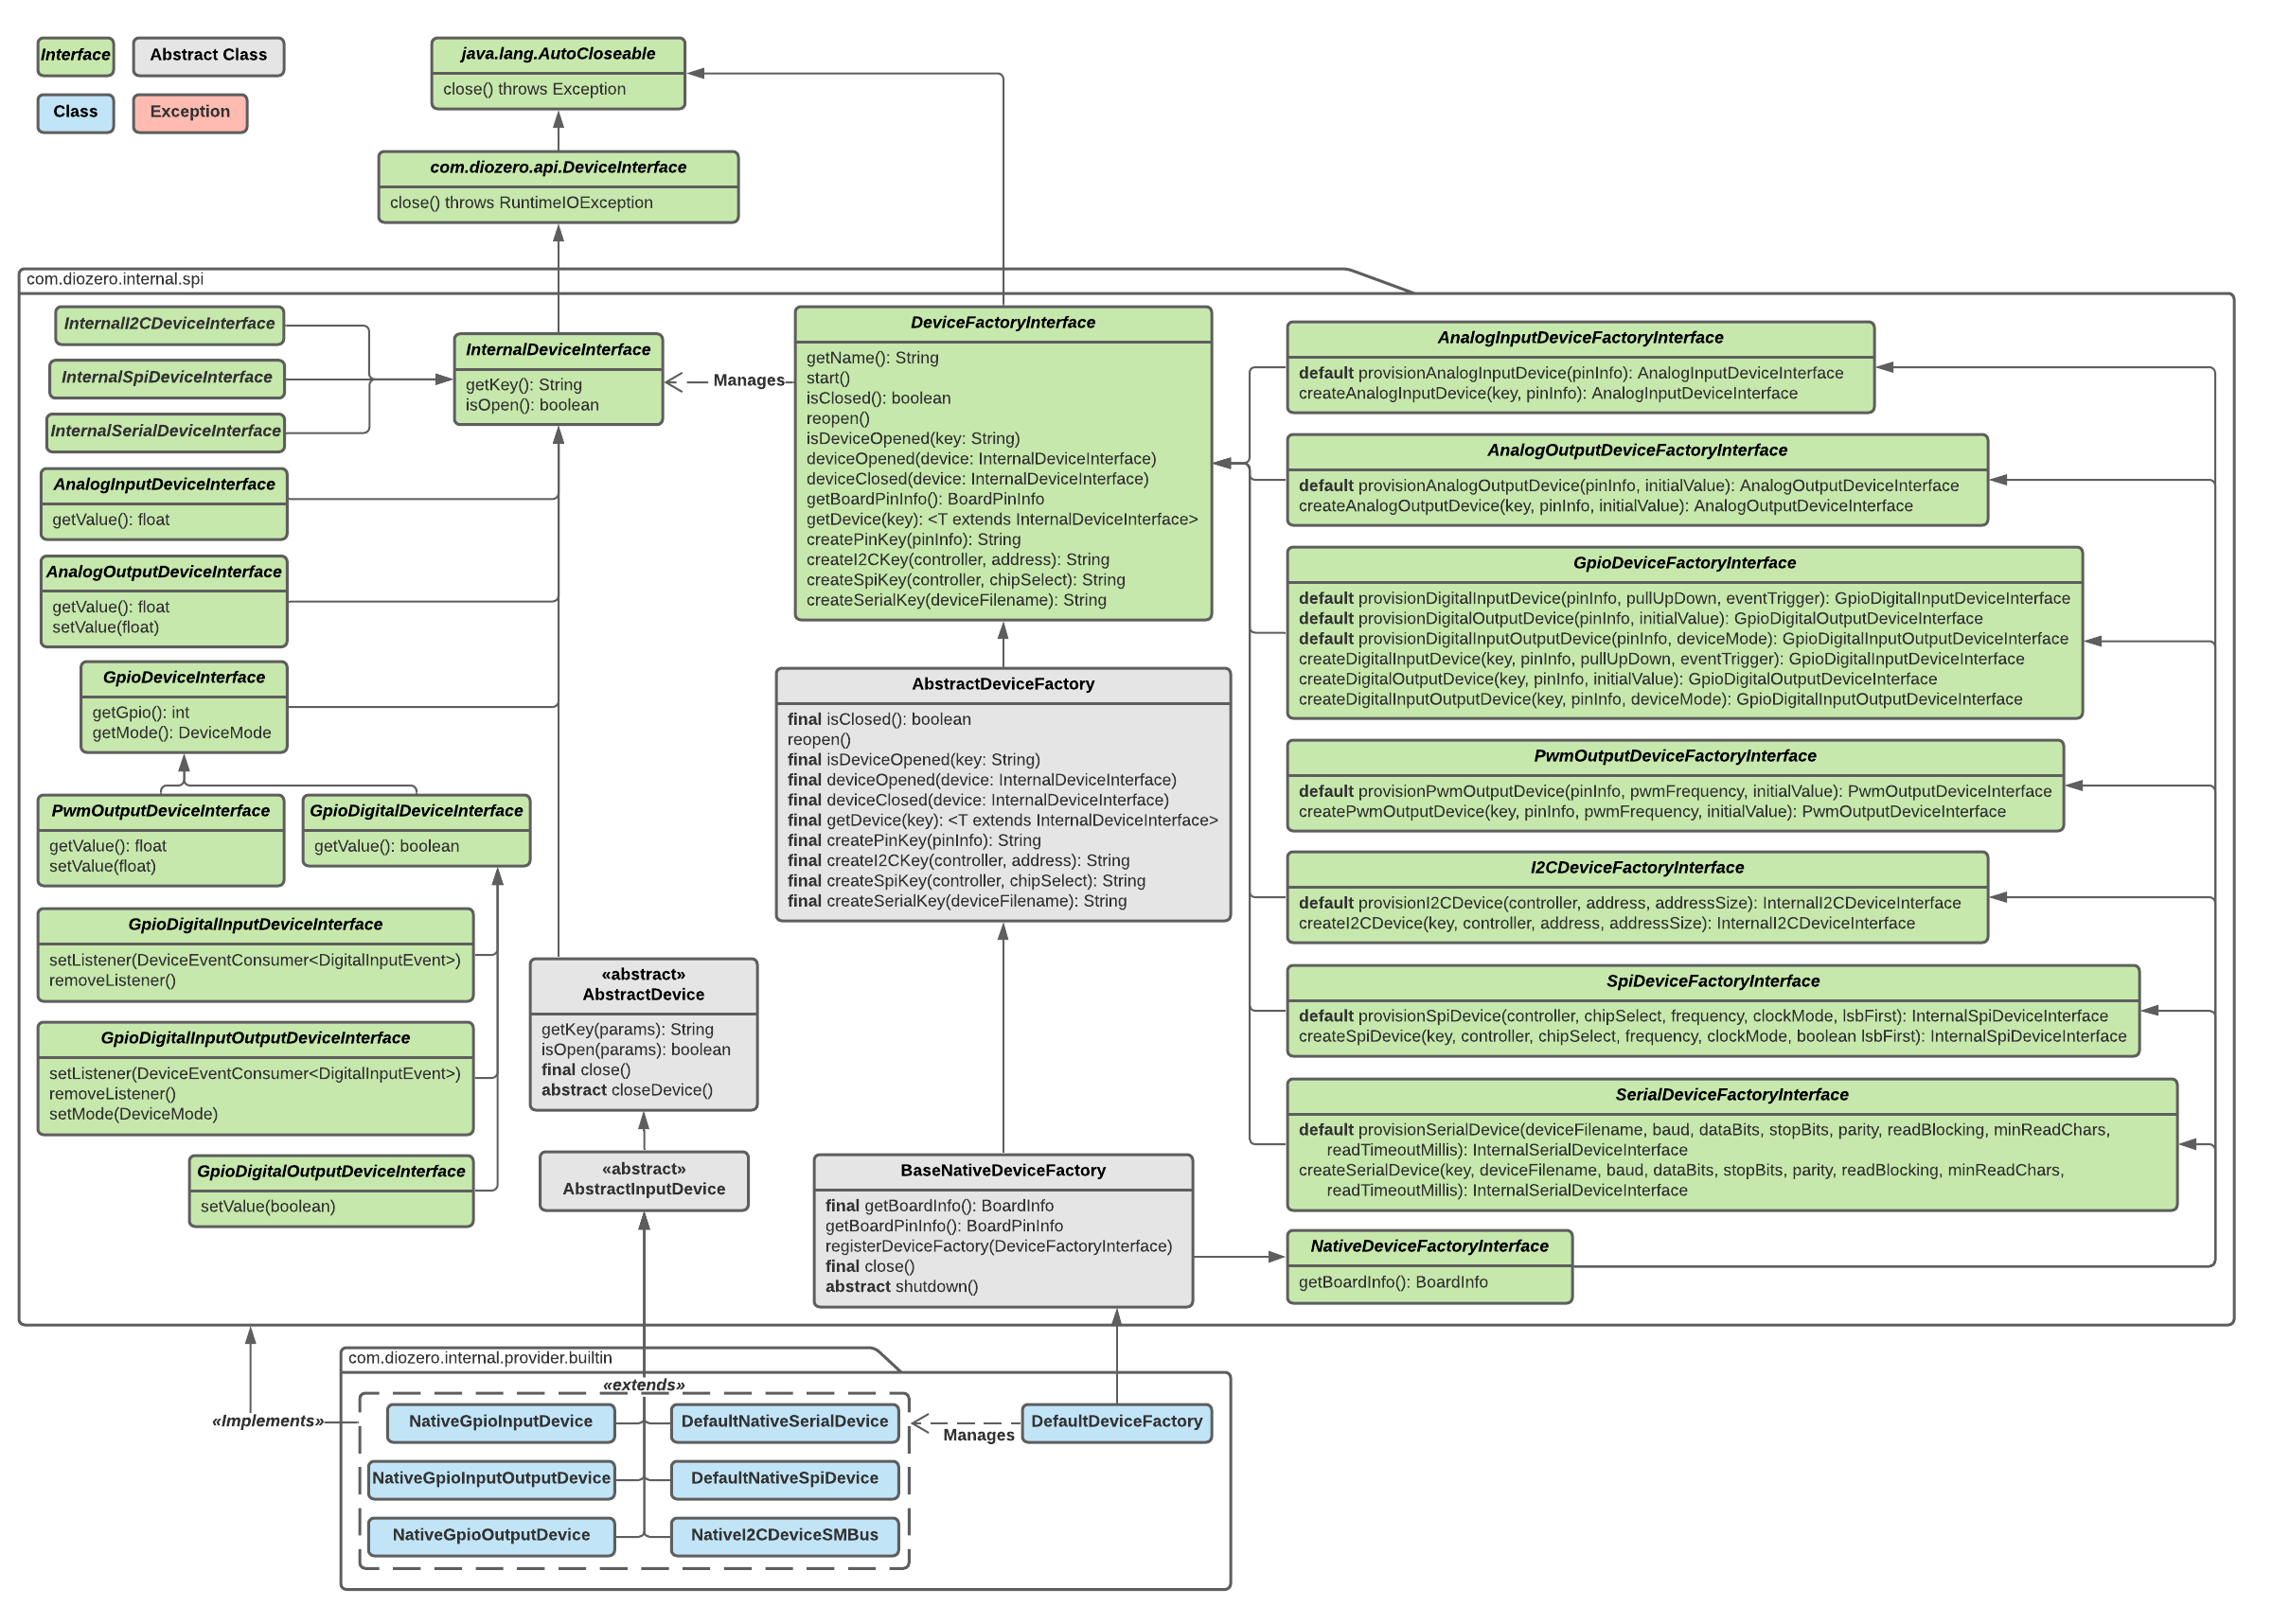 Interface
Abstract Class
Class
Exception
java.lang.AutoCloseable
close() throws Exception
com.diozero.api.DeviceInterface
close() throws RuntimeIOException
com.diozero.internal.spi
InternalI2CDeviceInterface
InternalSpiDeviceInterface
InternalSerialDeviceInterface
InternalDeviceInterface
getKey(): String
isOpen(): boolean
Manages
AnalogInputDeviceInterface
getValue(): float
AnalogOutputDeviceInterface
getValue(): float
setValue(float)
GpioDeviceInterface
getGpio(): int
getMode(): DeviceMode
PwmOutputDeviceInterface
getValue(): float
setValue(float)
GpioDigitalDeviceInterface
getValue(): boolean
GpioDigitalInputDeviceInterface
setListener(DeviceEventConsumer<DigitalInputEvent>)
removeListener()
GpioDigitalInputOutputDeviceInterface
setListener(DeviceEventConsumer<DigitalInputEvent>)
removeListener()
setMode(DeviceMode)
GpioDigitalOutputDeviceInterface
setValue(boolean)
«abstract»
AbstractDevice
getKey(params): String
isOpen(params): boolean
final close()
abstract closeDevice()
«abstract»
AbstractInputDevice
DeviceFactoryInterface
getName(): String
start()
isClosed(): boolean
reopen()
isDeviceOpened(key: String)
deviceOpened(device: InternalDeviceInterface)
deviceClosed(device: InternalDeviceInterface)
getBoardPinInfo(): BoardPinInfo
getDevice(key): <T extends InternalDeviceInterface>
createPinKey(pinInfo): String
createI2CKey(controller, address): String
createSpiKey(controller, chipSelect): String
createSerialKey(deviceFilename): String
AbstractDeviceFactory
final isClosed(): boolean
reopen()
final isDeviceOpened(key: String)
final deviceOpened(device: InternalDeviceInterface)
final deviceClosed(device: InternalDeviceInterface)
final getDevice(key): <T extends InternalDeviceInterface>
final createPinKey(pinInfo): String
final createI2CKey(controller, address): String
final createSpiKey(controller, chipSelect): String
final createSerialKey(deviceFilename): String
BaseNativeDeviceFactory
final getBoardInfo(): BoardInfo
getBoardPinInfo(): BoardPinInfo
registerDeviceFactory(DeviceFactoryInterface)
final close()
abstract shutdown()
AnalogInputDeviceFactoryInterface
default provisionAnalogInputDevice(pinInfo): AnalogInputDeviceInterface
createAnalogInputDevice(key, pinInfo): AnalogInputDeviceInterface
AnalogOutputDeviceFactoryInterface
default provisionAnalogOutputDevice(pinInfo, initialValue): AnalogOutputDeviceInterface
createAnalogOutputDevice(key, pinInfo, initialValue): AnalogOutputDeviceInterface
GpioDeviceFactoryInterface
default provisionDigitalInputDevice(pinInfo, pullUpDown, eventTrigger): GpioDigitalInputDeviceInterface
default provisionDigitalOutputDevice(pinInfo, initialValue): GpioDigitalOutputDeviceInterface
default provisionDigitalInputOutputDevice(pinInfo, deviceMode): GpioDigitalInputOutputDeviceInterface
createDigitalInputDevice(key, pinInfo, pullUpDown, eventTrigger): GpioDigitalInputDeviceInterface
createDigitalOutputDevice(key, pinInfo, initialValue): GpioDigitalOutputDeviceInterface
createDigitalInputOutputDevice(key, pinInfo, deviceMode): GpioDigitalInputOutputDeviceInterface
PwmOutputDeviceFactoryInterface
default provisionPwmOutputDevice(pinInfo, pwmFrequency, initialValue): PwmOutputDeviceInterface
createPwmOutputDevice(key, pinInfo, pwmFrequency, initialValue): PwmOutputDeviceInterface
I2CDeviceFactoryInterface
default provisionI2CDevice(controller, address, addressSize): InternalI2CDeviceInterface
createI2CDevice(key, controller, address, addressSize): InternalI2CDeviceInterface
SpiDeviceFactoryInterface
default provisionSpiDevice(controller, chipSelect, frequency, clockMode, lsbFirst): InternalSpiDeviceInterface
createSpiDevice(key, controller, chipSelect, frequency, clockMode, boolean lsbFirst): InternalSpiDeviceInterface
SerialDeviceFactoryInterface
default provisionSerialDevice(deviceFilename, baud, dataBits, stopBits, parity, readBlocking, minReadChars,
readTimeoutMillis): InternalSerialDeviceInterface
createSerialDevice(key, deviceFilename, baud, dataBits, stopBits, parity, readBlocking, minReadChars,
readTimeoutMillis): InternalSerialDeviceInterface
NativeDeviceFactoryInterface
getBoardInfo(): BoardInfo
com.diozero.internal.provider.builtin
«extends»
«Implements»
NativeGpioInputDevice
DefaultNativeSerialDevice
Manages
DefaultDeviceFactory
NativeGpioInputOutputDevice
DefaultNativeSpiDevice
NativeGpioOutputDevice
NativeI2CDeviceSMBus